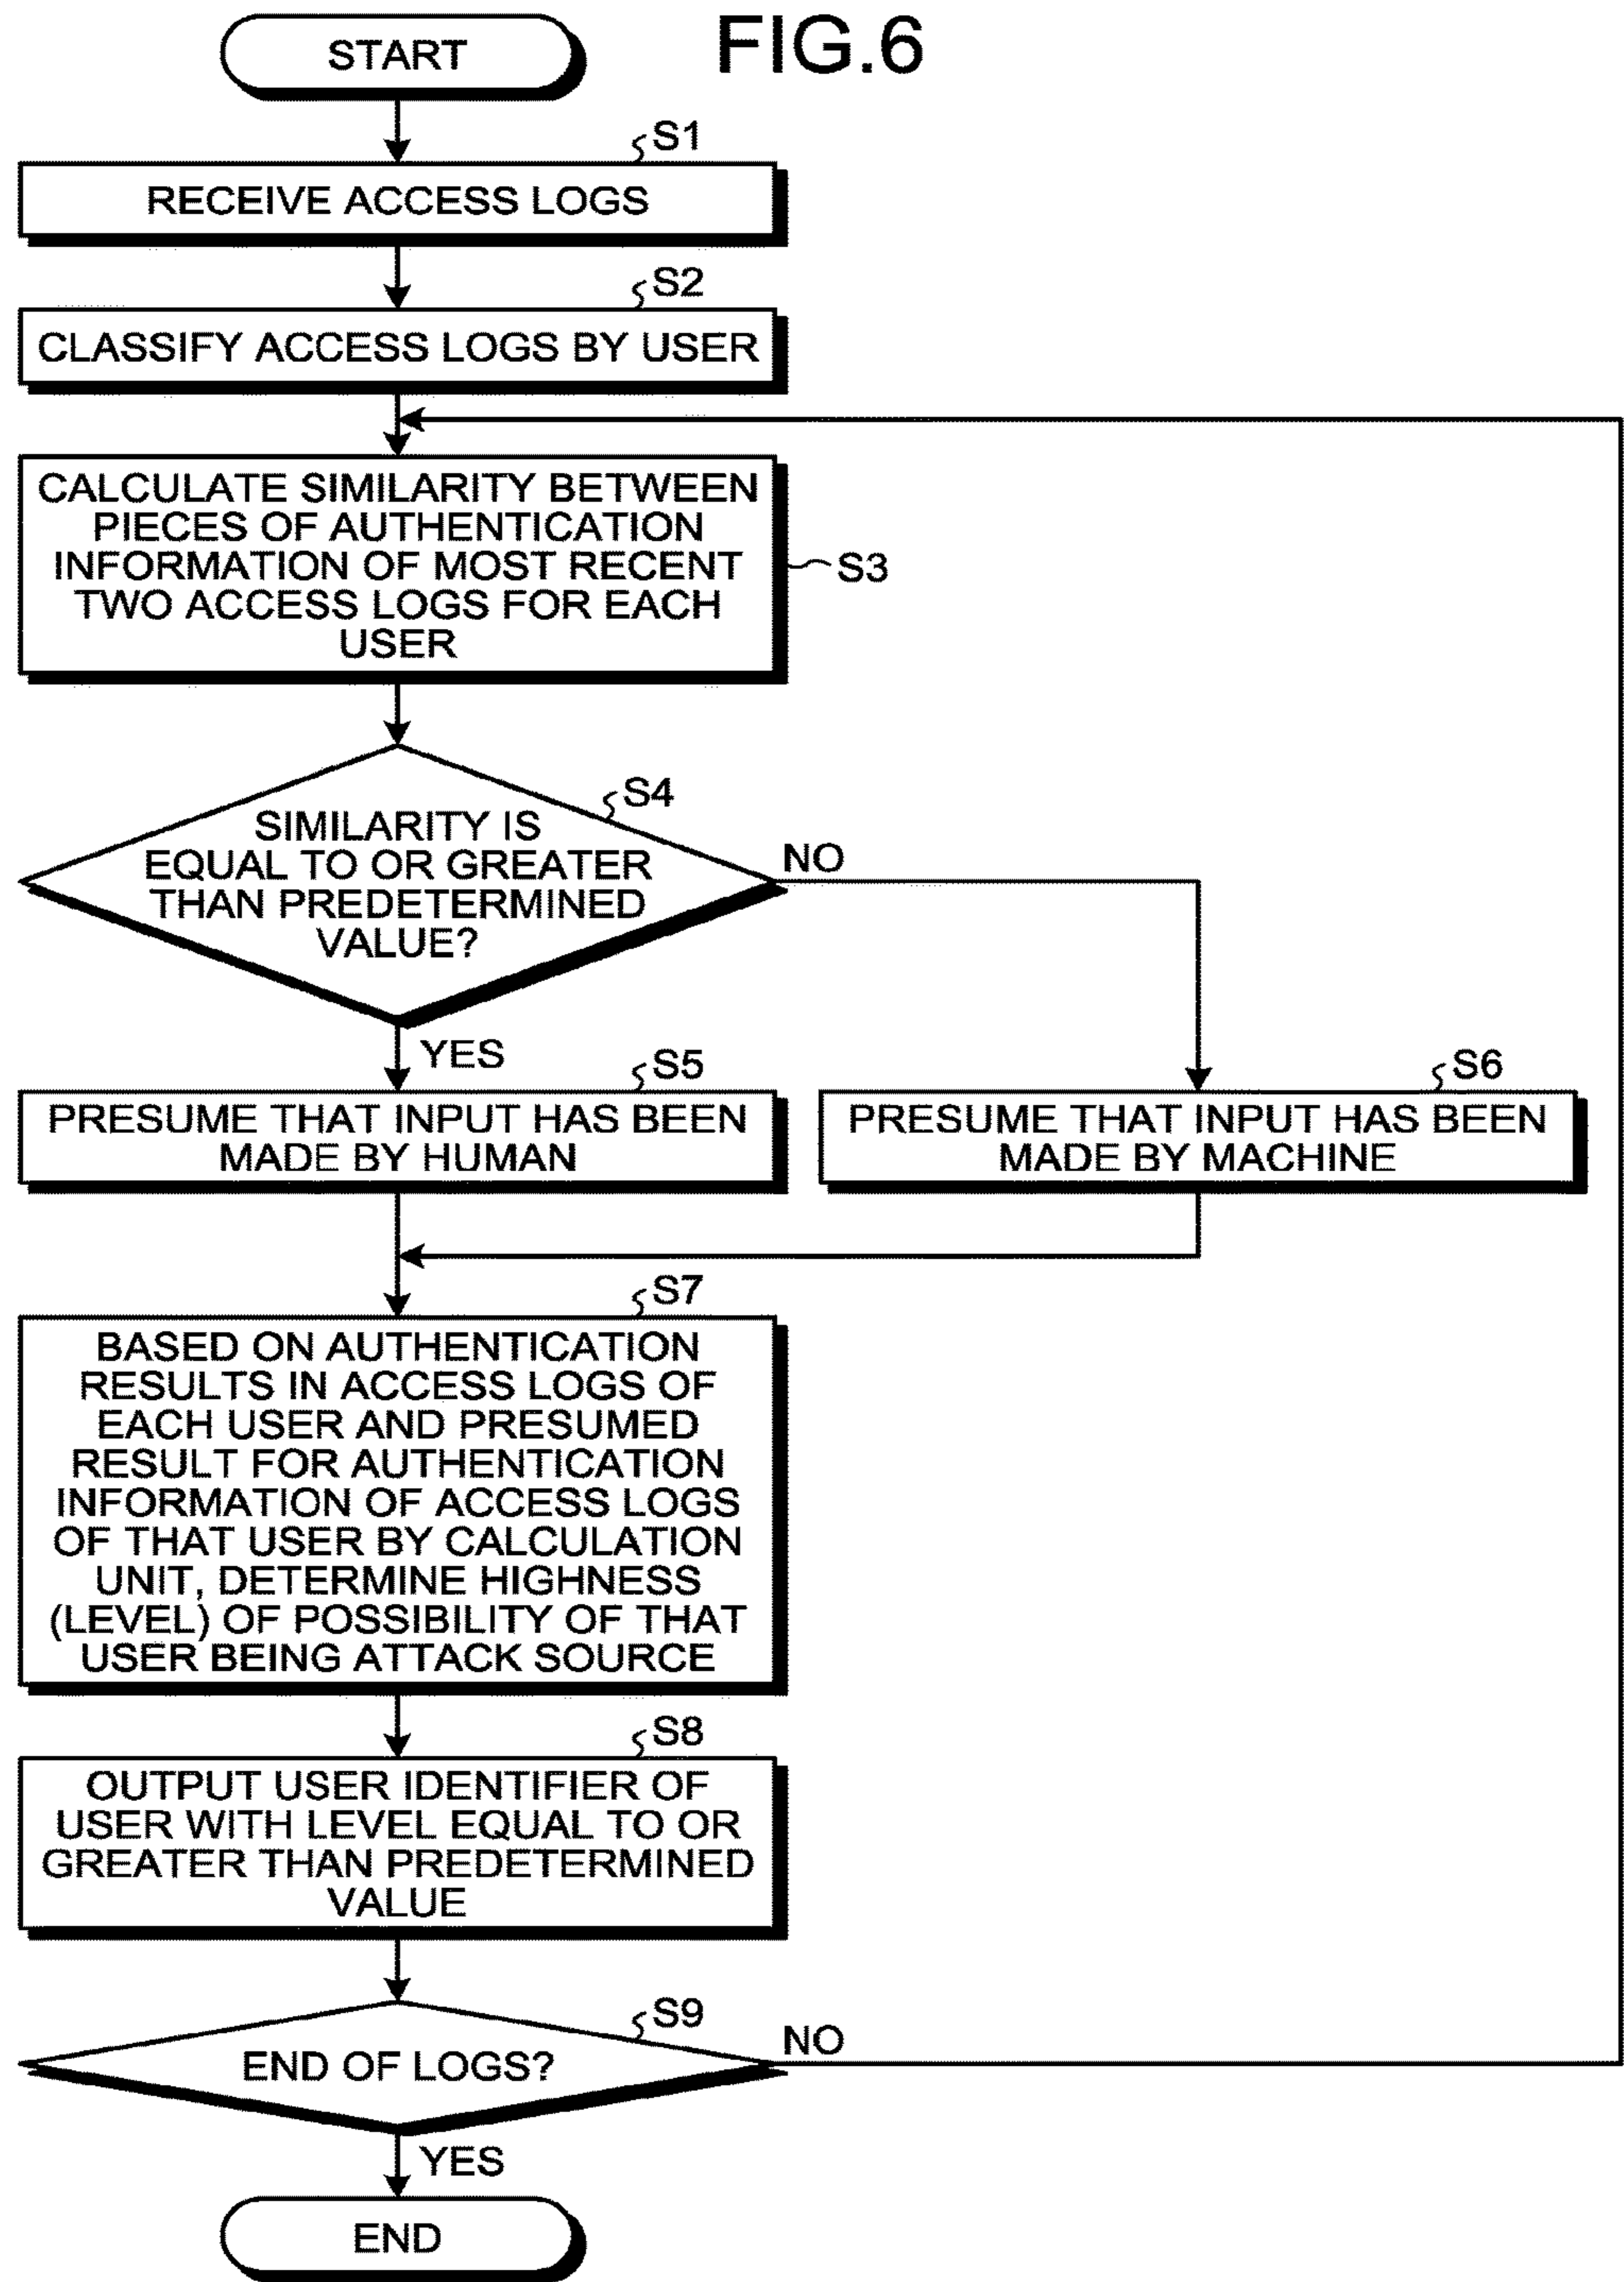 FIG.6
START
S1
RECEIVE ACCESS LOGS
S2
CLASSIFY ACCESS LOGS BY USER
CALCULATE SIMILARITY BETWEEN
PIECES OF AUTHENTICATION
INFORMATION OF MOST RECENT
TWO ACCESS LOGS FOR EACH
USER
S3
S4
SIMILARITY IS
EQUAL TO OR GREATER
THAN PREDETERMINED
VALUE?
NO
YES
S5
PRESUME THAT INPUT HAS BEEN
MADE BY HUMAN
S6
PRESUME THAT INPUT HAS BEEN
MADE BY MACHINE
S7
BASED ON AUTHENTICATION
RESULTS IN ACCESS LOGS OF
EACH USER AND PRESUMED
RESULT FOR AUTHENTICATION
INFORMATION OF ACCESS LOGS
OF THAT USER BY CALCULATION
UNIT, DETERMINE HIGHNESS
(LEVEL) OF POSSIBILITY OF THAT
USER BEING ATTACK SOURCE
S8
OUTPUT USER IDENTIFIER OF
USER WITH LEVEL EQUAL TO OR
GREATER THAN PREDETERMINED
VALUE
S9
END OF LOGS?
NO
YES
END